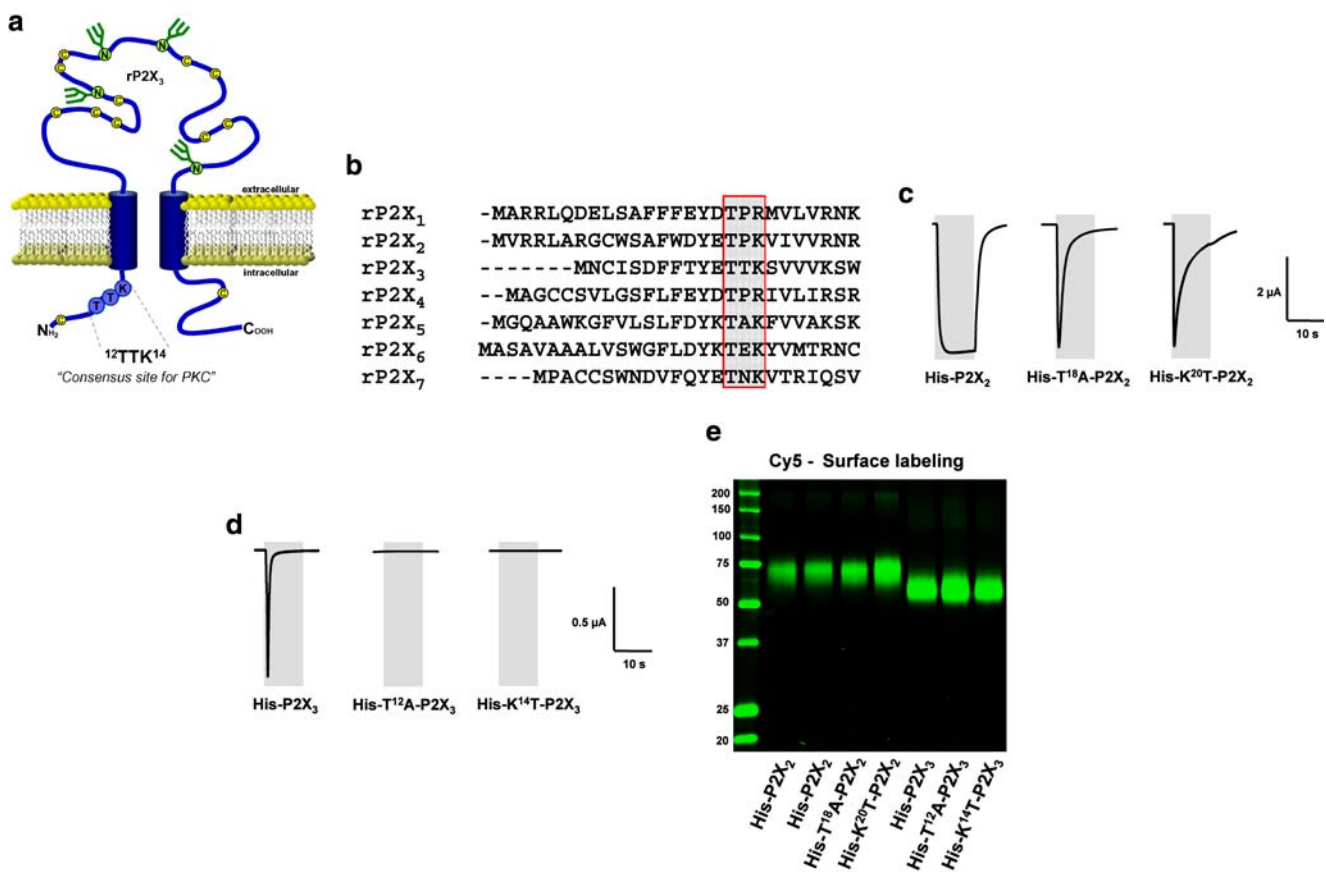 a
rP2X₃
extracellular
intracellular
N C C C C N C C N C C C C N C
T T K
N_H₂ C
C_OOH
¹²TTK¹⁴
“Consensus site for PKC”
b
rP2X₁ -MARRLQDELSAFFFEYDTPRMVLVRNK
rP2X₂ -MVRRLARGCWSAFWDYETPKVIVVRNR
rP2X₃ -------MNCISDFFTYETTKSVVVKSW
rP2X₄ --MAGCCSVLGSFLFEYDTPRIVLIRSR
rP2X₅ -MGQAAWKGFVLSLFDYKTAKFVVAKSK
rP2X₆ MASAVAAALVSWGFLDYKTEKYVMTRNC
rP2X₇ ----MPACCSWNDVFQYETNKVTRIQSV
c
2 µA
10 s
His-P2X₂ His-T¹⁸A-P2X₂ His-K²⁰T-P2X₂
d
0.5 µA
10 s
His-P2X₃ His-T¹²A-P2X₃ His-K¹⁴T-P2X₃
e
Cy5 - Surface labeling
200
150
100
75
50
37
25
20
His-P2X₂
His-P2X₂
His-T¹⁸A-P2X₂
His-K²⁰T-P2X₂
His-P2X₃
His-T¹²A-P2X₃
His-K¹⁴T-P2X₃